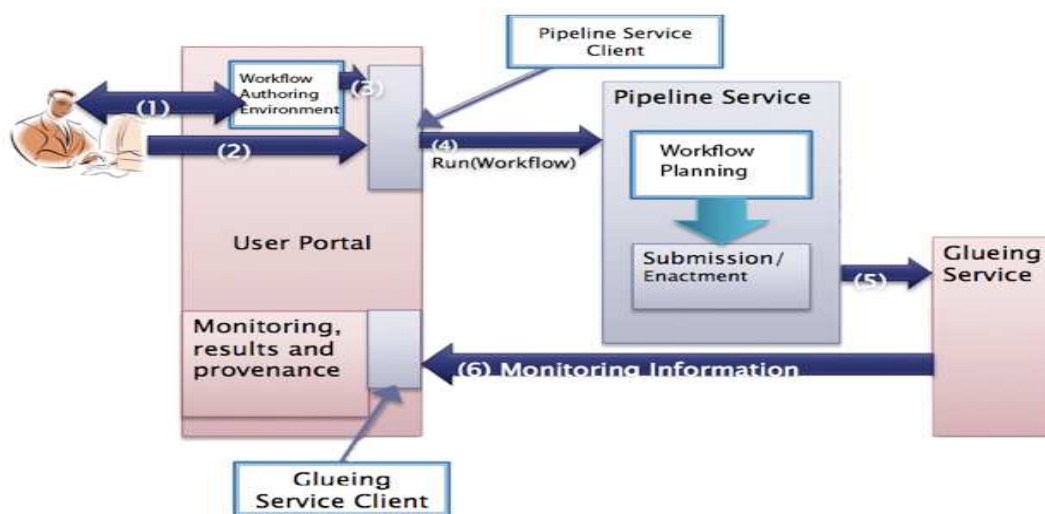 Pipeline Service
Client
Workflow
Authoring
Environment
(3)
(1)
(2)
(4)
Run(Workflow)
Pipeline Service
Workflow
Planning
User Portal
Submission/
Enactment
(5)
Glueing
Service
Monitoring,
results and
provenance
(6) Monitoring Information
Glueing
Service Client